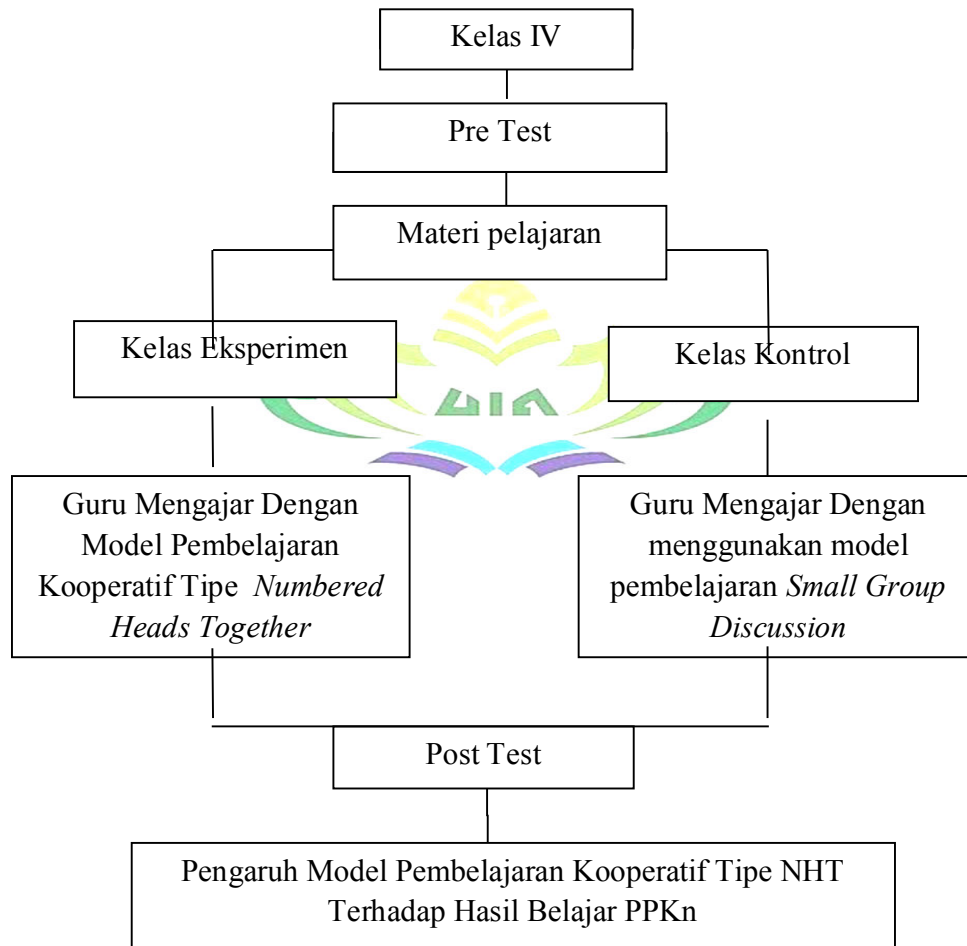 Kelas IV
Pre Test
Materi pelajaran
Kelas Eksperimen
Kelas Kontrol
UIN
Guru Mengajar Dengan
Model Pembelajaran
Kooperatif Tipe Numbered
Heads Together
Guru Mengajar Dengan
menggunakan model
pembelajaran Small Group
Discussion
Post Test
Pengaruh Model Pembelajaran Kooperatif Tipe NHT
Terhadap Hasil Belajar PPKn